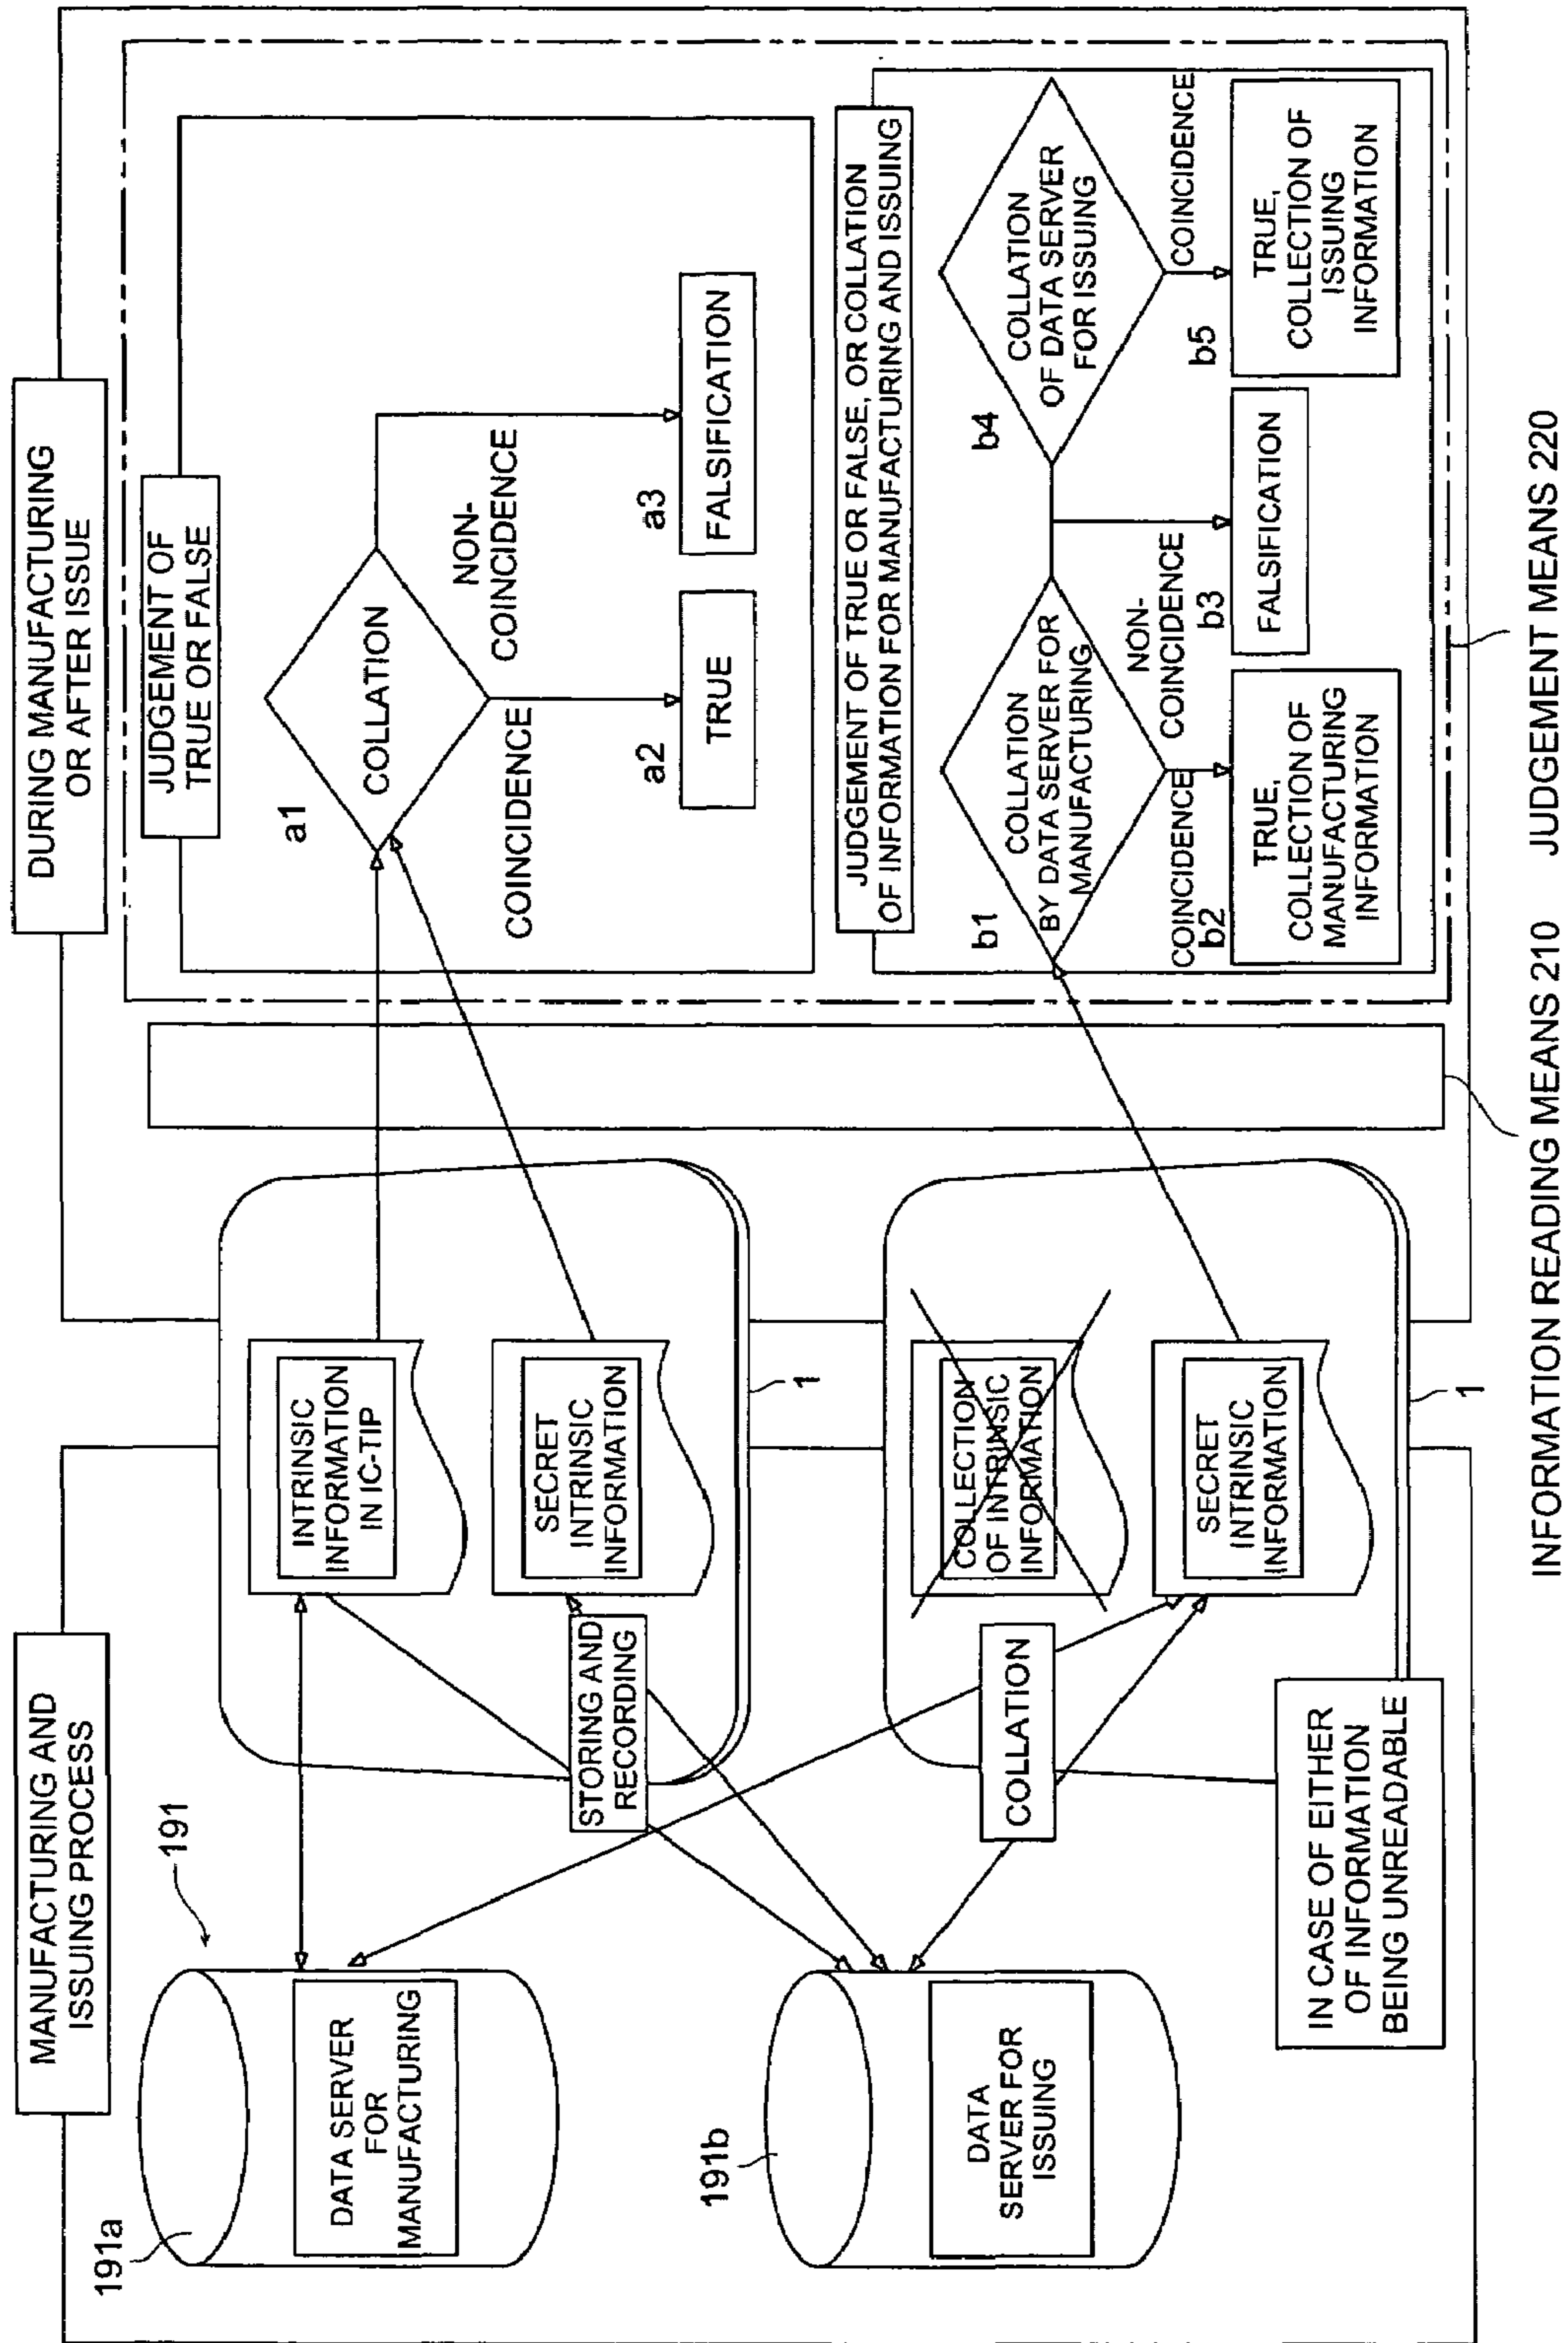 MANUFACTURING AND
ISSUING PROCESS
191
191a
DATA SERVER
FOR
MANUFACTURING
191b
DATA
SERVER FOR
ISSUING
STORING AND
RECORDING
COLLATION
IN CASE OF EITHER
OF INFORMATION
BEING UNREADABLE
INTRINSIC
INFORMATION
IN IC-TIP
SECRET
INTRINSIC
INFORMATION
1
COLLECTION
OF INTRINSIC
INFORMATION
SECRET
INTRINSIC
INFORMATION
1
DURING MANUFACTURING
OR AFTER ISSUE
JUDGEMENT OF
TRUE OR FALSE
a1
COLLATION
NON-
COINCIDENCE
COINCIDENCE
a2
TRUE
a3
FALSIFICATION
JUDGEMENT OF TRUE OR FALSE, OR COLLATION
OF INFORMATION FOR MANUFACTURING AND ISSUING
b1
COLLATION
BY DATA SERVER FOR
MANUFACTURING
b4
COLLATION
OF DATA SERVER
FOR ISSUING
COINCIDENCE
b2
NON-
COINCIDENCE
b3
COINCIDENCE
b5
TRUE,
COLLECTION OF
MANUFACTURING
INFORMATION
FALSIFICATION
TRUE,
COLLECTION OF
ISSUING
INFORMATION
INFORMATION READING MEANS 210
JUDGEMENT MEANS 220